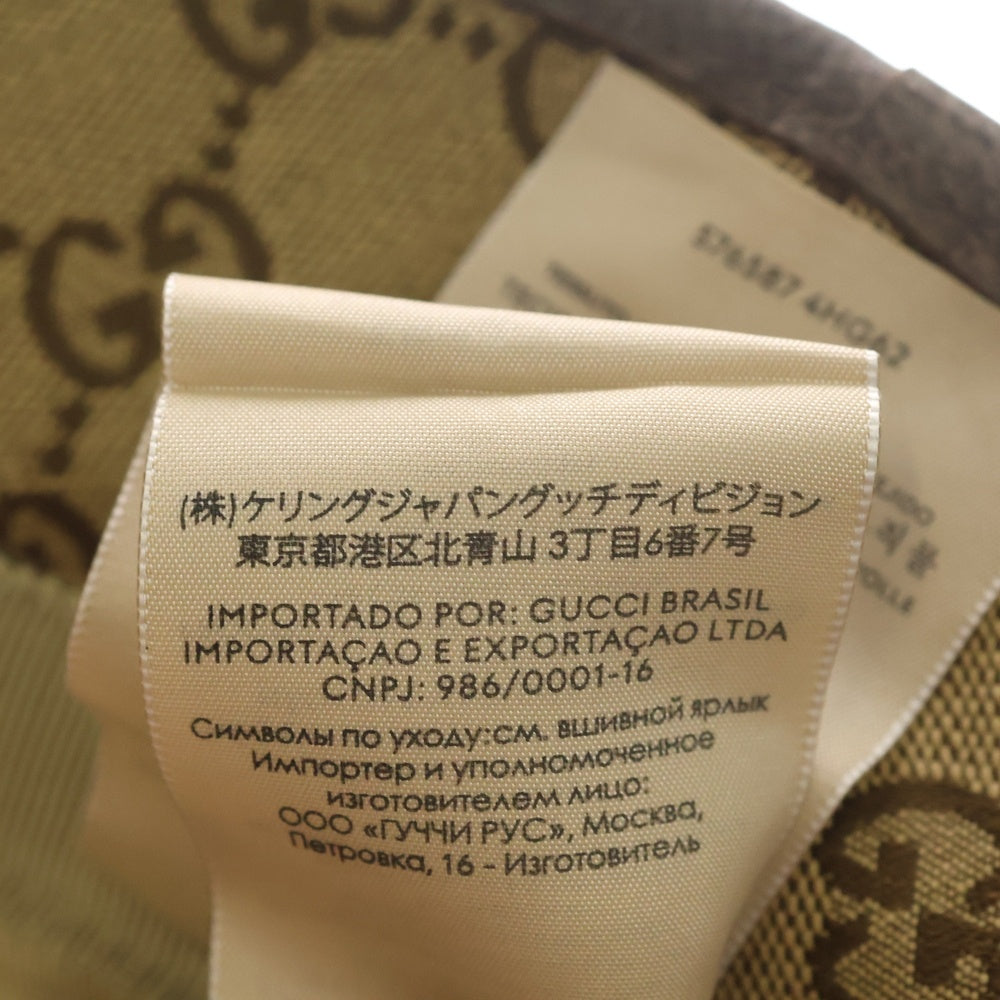 576587 4HG62
(株)ケリングジャパングッチディビジョン
東京都港区北青山 3丁目6番7号
IMPORTADO POR: GUCCI BRASIL
IMPORTAÇAO E EXPORTAÇAO LTDA
CNPJ: 986/0001-16
Символы по уходу:см. вшивной ярлык
Импортер и уполномоченное
изготовителем лицо:
ООО «ГУЧЧИ РУС», Москва,
Петровка, 16 - Изготовитель